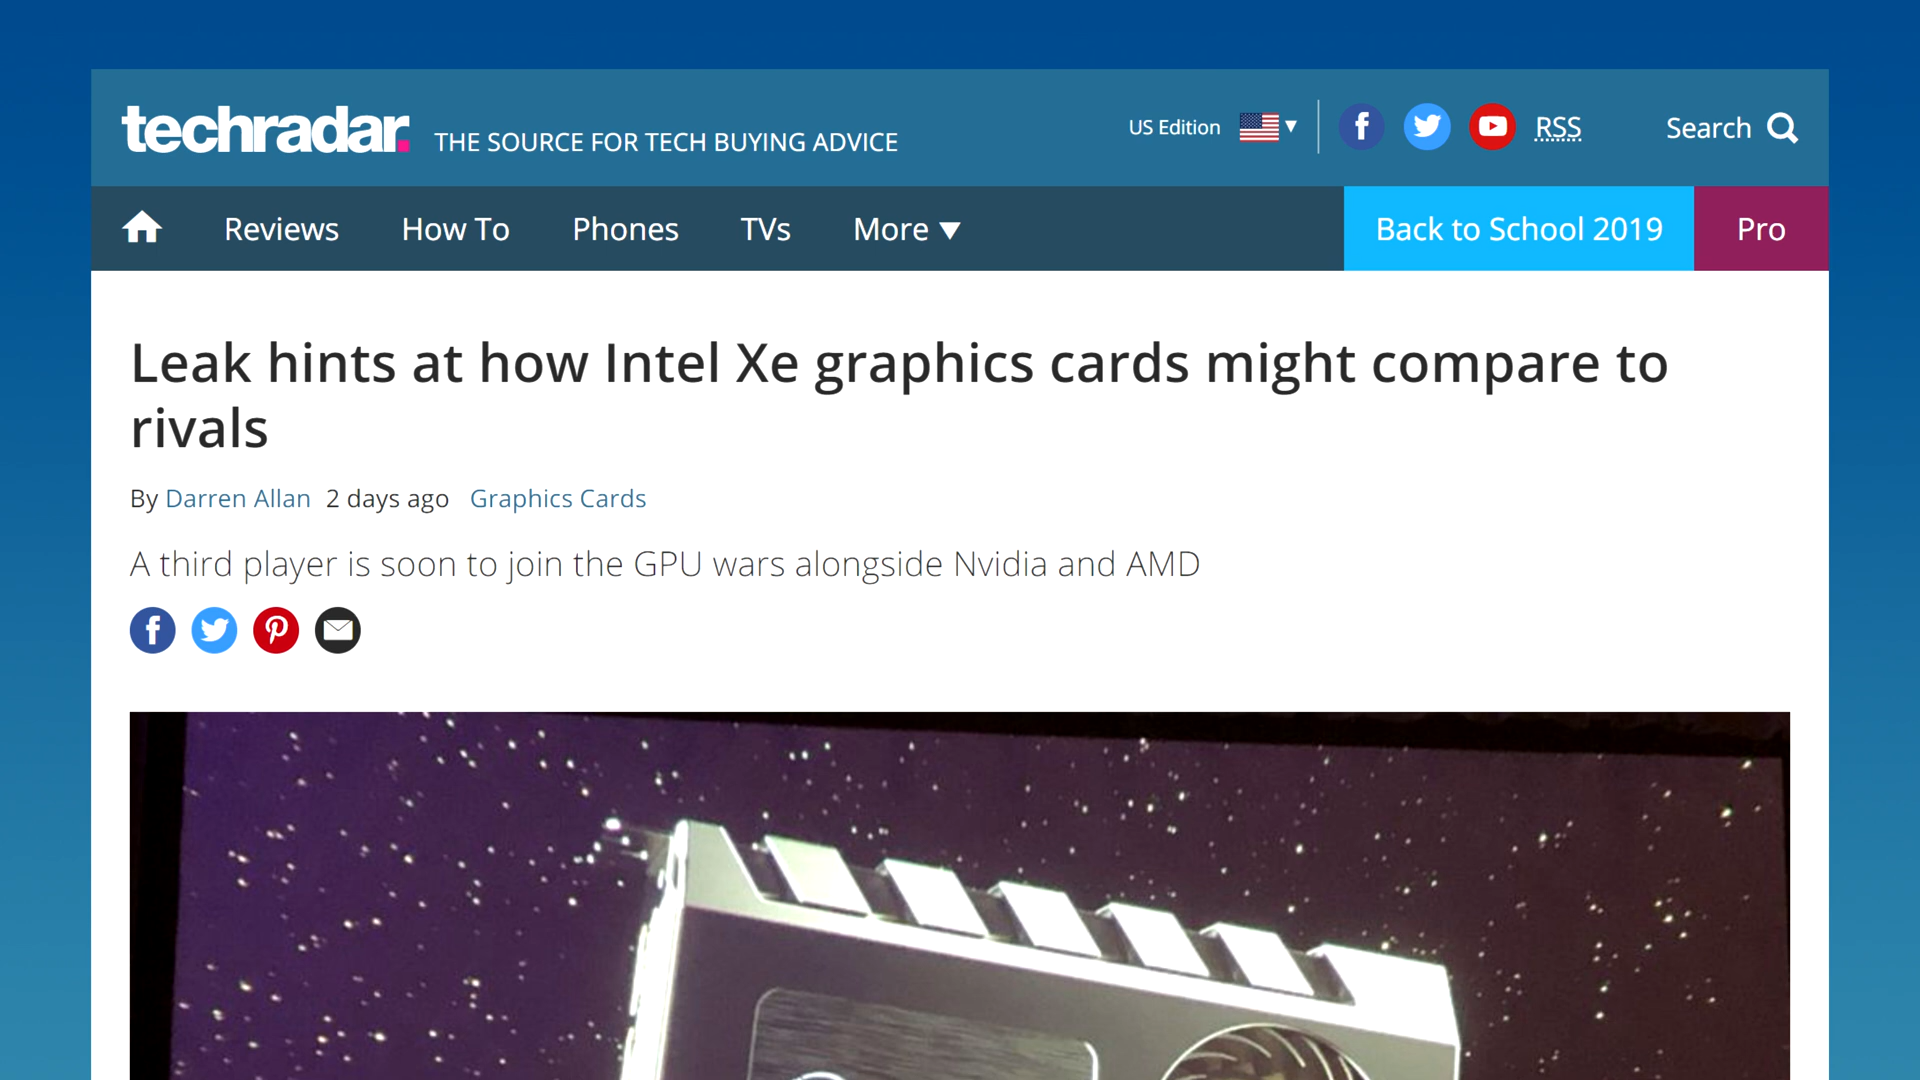 techradar.
THE SOURCE FOR TECH BUYING ADVICE
US Edition
RSS
Search
Reviews
How To
Phones
TVs
More
Back to School 2019
Pro
Leak hints at how Intel Xe graphics cards might compare to
rivals
By Darren Allan 2 days ago Graphics Cards
A third player is soon to join the GPU wars alongside Nvidia and AMD